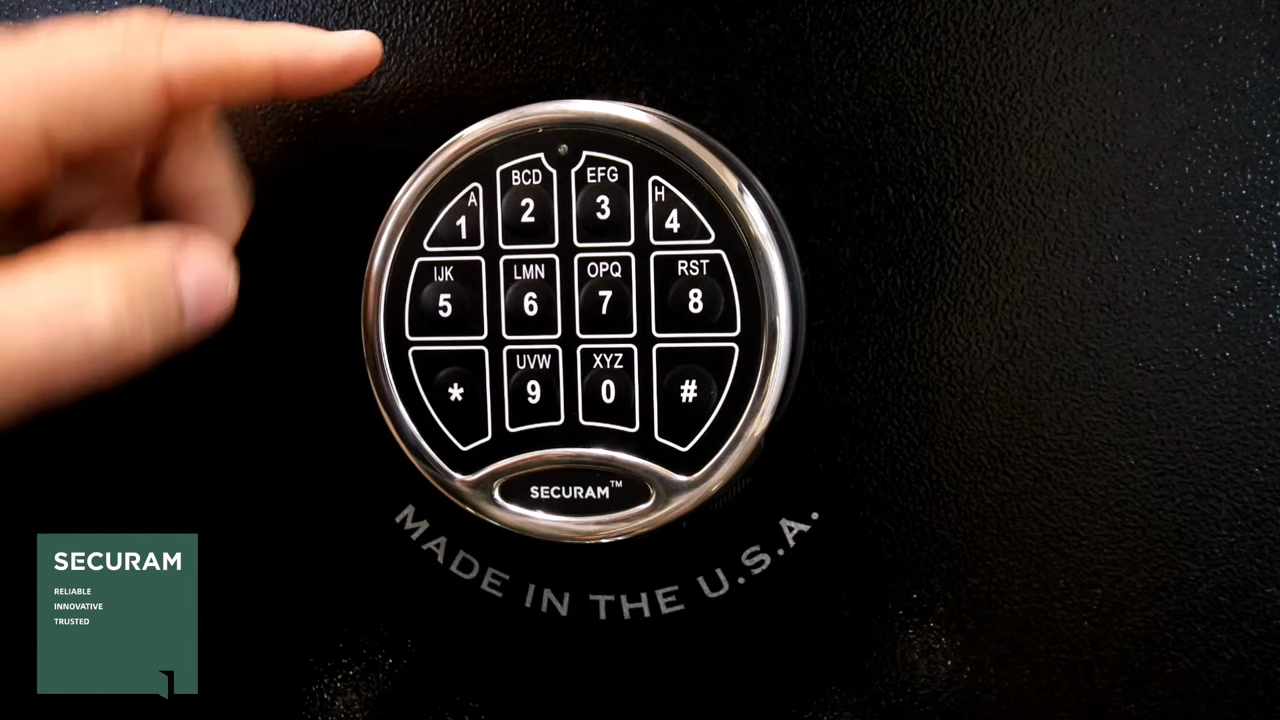 A
1
BCD
2
EFG
3
H
4
IJK
5
LMN
6
OPQ
7
RST
8
*
UVW
9
XYZ
0
#
SECURAM™
MADE IN THE U.S.A.
SECURAM
RELIABLE
INNOVATIVE
TRUSTED